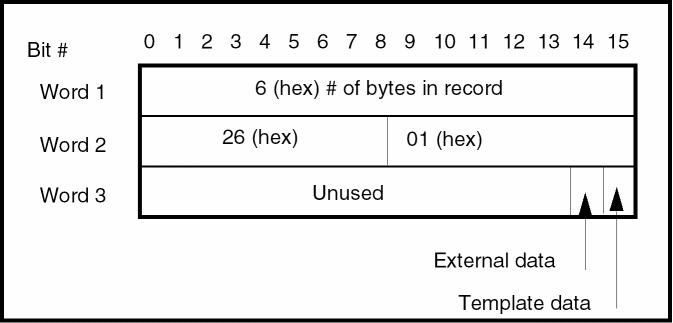 Bit # 0 1 2 3 4 5 6 7 8 9 10 11 12 13 14 15
Word 1 6 (hex) # of bytes in record
Word 2 26 (hex) 01 (hex)
Word 3 Unused
External data
Template data